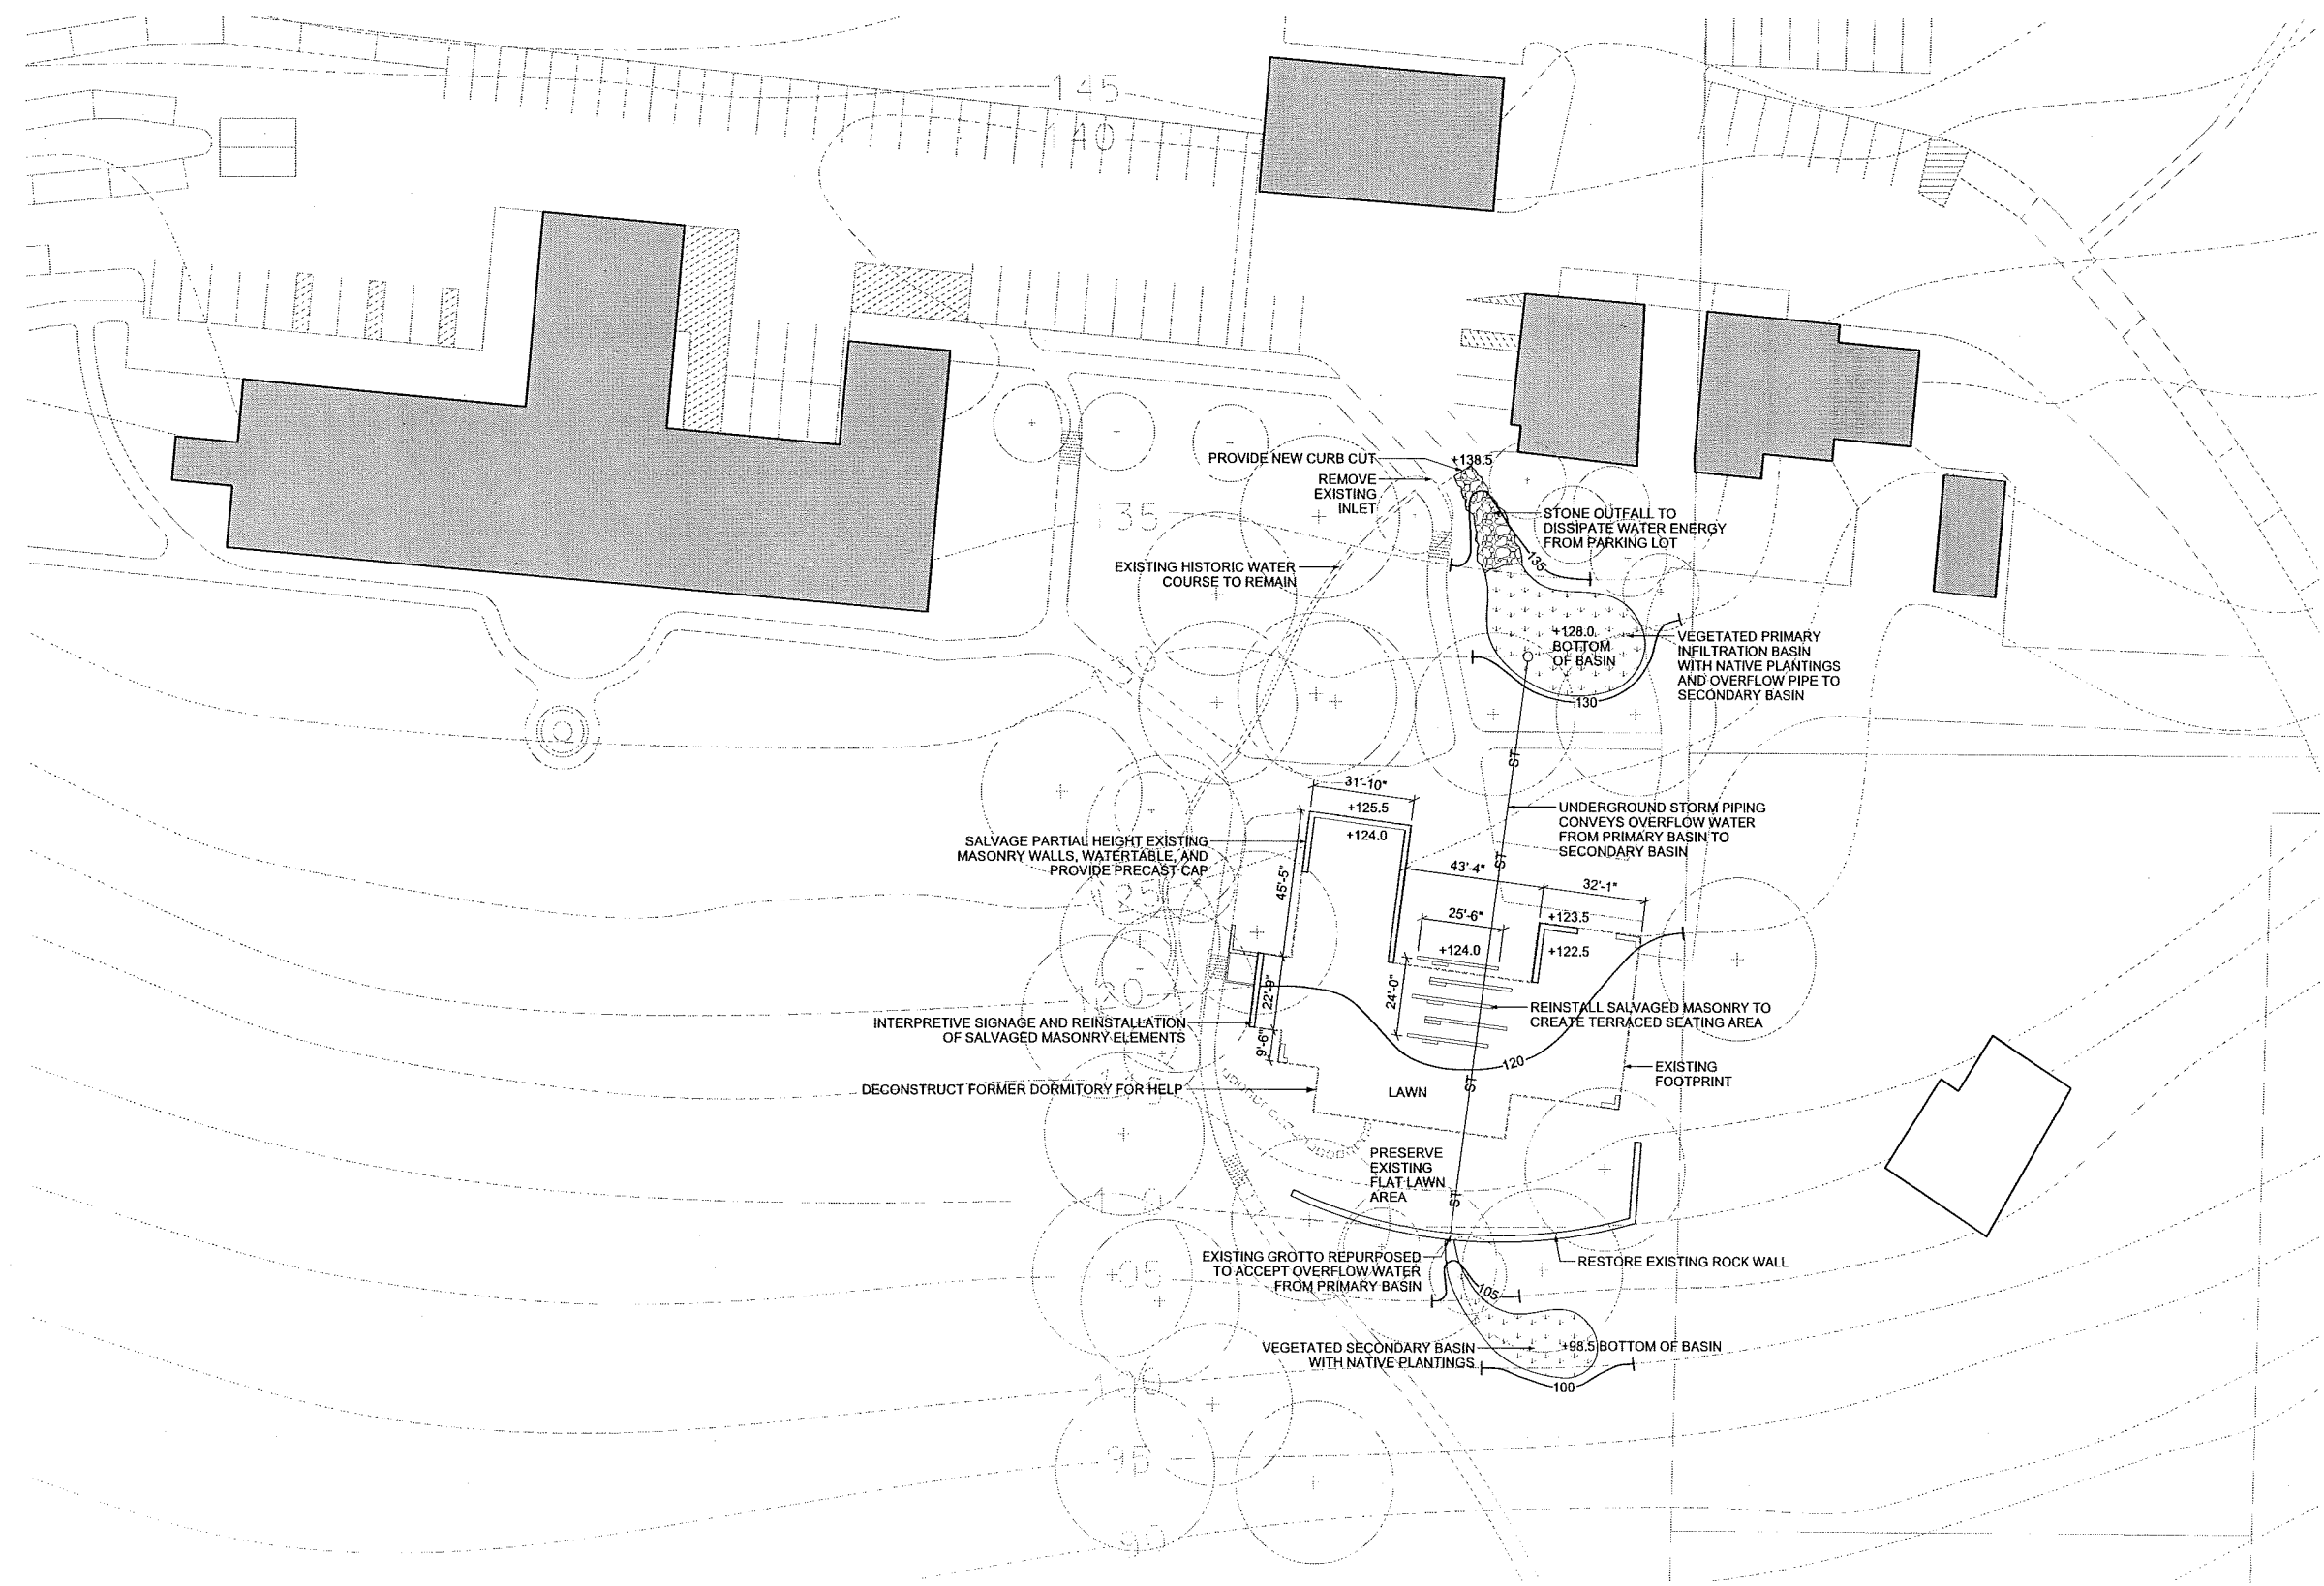 145
140
PROVIDE NEW CURB CUT
+138.5
REMOVE
EXISTING
INLET
135
STONE OUTFALL TO
DISSIPATE WATER ENERGY
FROM PARKING LOT
135
EXISTING HISTORIC WATER
COURSE TO REMAIN
+128.0
BOTTOM
OF BASIN
VEGETATED PRIMARY
INFILTRATION BASIN
WITH NATIVE PLANTINGS
AND OVERFLOW PIPE TO
SECONDARY BASIN
130
ST
31'-10"
+125.5
+124.0
UNDERGROUND STORM PIPING
CONVEYS OVERFLOW WATER
FROM PRIMARY BASIN TO
SECONDARY BASIN
SALVAGE PARTIAL HEIGHT EXISTING
MASONRY WALLS, WATERTABLE, AND
PROVIDE PRECAST CAP
ST
43'-4"
32'-1"
45'-5"
125
25'-6"
+123.5
+124.0
+122.5
120
22'-9"
24'-0"
REINSTALL SALVAGED MASONRY TO
CREATE TERRACED SEATING AREA
INTERPRETIVE SIGNAGE AND REINSTALLATION
OF SALVAGED MASONRY ELEMENTS
9'-6"
120
EXISTING
FOOTPRINT
ST
DECONSTRUCT FORMER DORMITORY FOR HELP
LAWN
PRESERVE
EXISTING
FLAT LAWN
AREA
ST
EXISTING GROTTO REPURPOSED
TO ACCEPT OVERFLOW WATER
FROM PRIMARY BASIN
RESTORE EXISTING ROCK WALL
105
VEGETATED SECONDARY BASIN
WITH NATIVE PLANTINGS
+98.5 BOTTOM OF BASIN
100
95
90